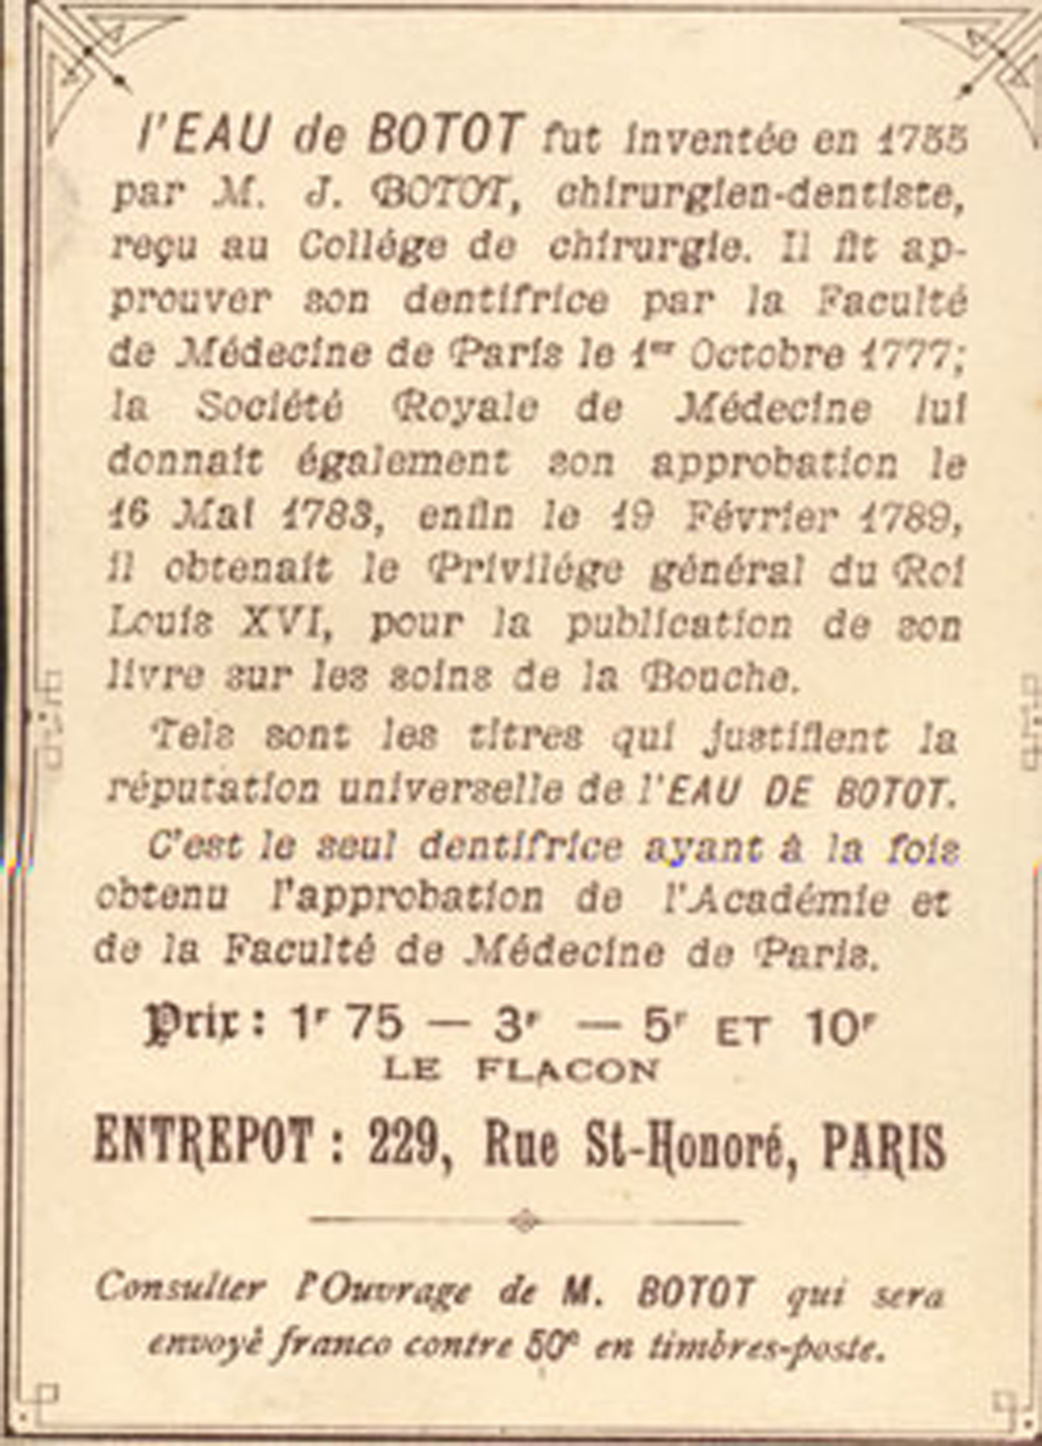 l'EAU de BOTOT fut inventée en 1755
par M. J. BOTOT, chirurgien-dentiste,
reçu au Collége de chirurgie. Il fit ap-
prouver son dentifrice par la Faculté
de Médecine de Paris le 1er Octobre 1777;
la Société Royale de Médecine lui
donnait également son approbation le
16 Mai 1783, enfin le 19 Février 1789,
il obtenait le Privilége général du Roi
Louis XVI, pour la publication de son
livre sur les soins de la Bouche.
Tels sont les titres qui justifient la
réputation universelle de l'EAU DE BOTOT.
C'est le seul dentifrice ayant à la fois
obtenu l'approbation de l'Académie et
de la Faculté de Médecine de Paris.
Prix : 1f 75 — 3f — 5f ET 10f
LE FLACON
ENTREPOT : 229, Rue St-Honoré, PARIS
Consulter l'Ouvrage de M. BOTOT qui sera
envoyé franco contre 50c en timbres-poste.